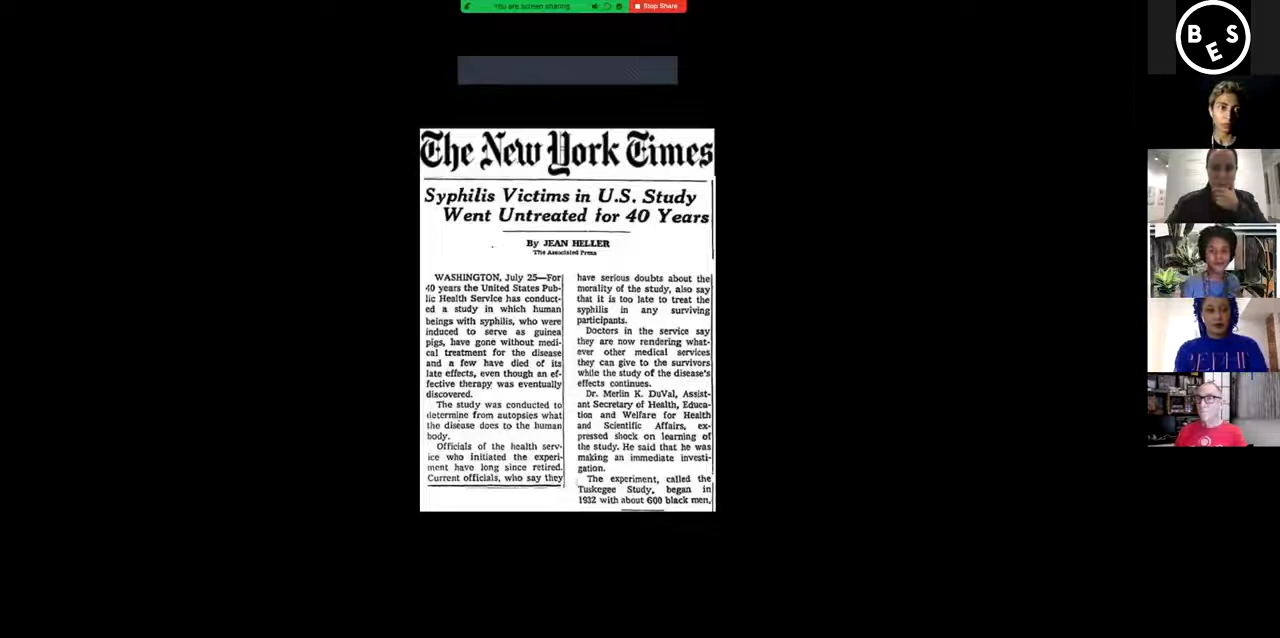 You are screen sharing
Stop Share
B E S
The New York Times
Syphilis Victims in U.S. Study
Went Untreated for 40 Years
By JEAN HELLER
The Associated Press
WASHINGTON, July 25—For
40 years the United States Pub-
lic Health Service has conduct-
ed a study in which human
beings with syphilis, who were
induced to serve as guinea
pigs, have gone without medi-
cal treatment for the disease
and a few have died of its
late effects, even though an ef-
fective therapy was eventually
discovered.
The study was conducted to
determine from autopsies what
the disease does to the human
body.
Officials of the health serv-
ice who initiated the experi-
ment have long since retired.
Current officials, who say they
have serious doubts about the
morality of the study, also say
that it is too late to treat the
syphilis in any surviving
participants.
Doctors in the service say
they are now rendering what-
ever other medical services
they can give to the survivors
while the study of the disease's
effects continues.
Dr. Merlin K. DuVal, Assist-
ant Secretary of Health, Educa-
tion and Welfare for Health
and Scientific Affairs, ex-
pressed shock on learning of
the study. He said that he was
making an immediate investi-
gation.
The experiment, called the
Tuskegee Study, began in
1932 with about 600 black men,